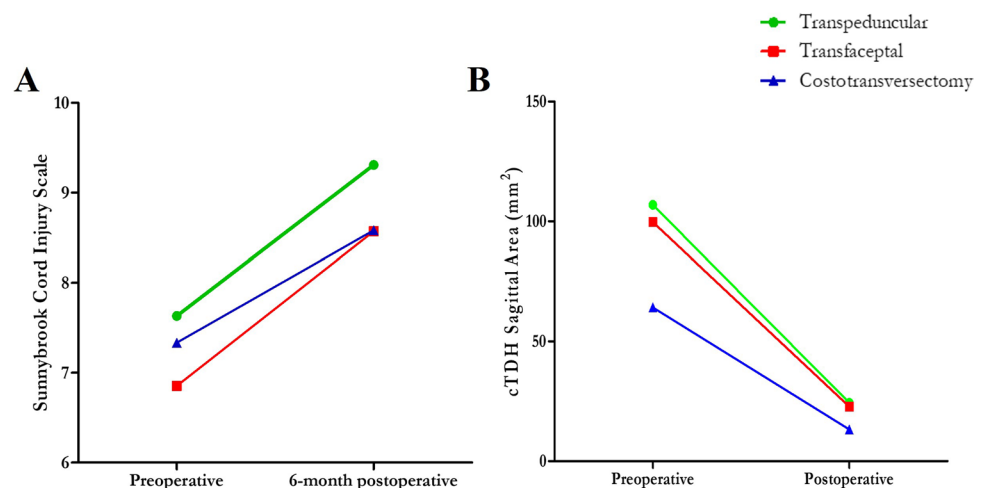 Transpeduncular
Transfaceptal
Costotransversectomy
A
Sunnybrook Cord Injury Scale
10
9
8
7
6
Preoperative
6-month postoperative
B
cTDH Sagittal Area (mm²)
150
100
50
0
Preoperative
Postoperative